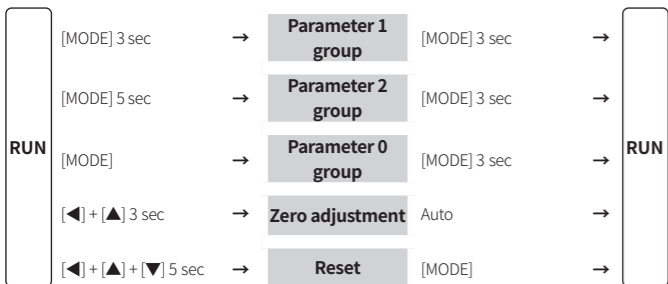 RUN
[MODE] 3 sec → Parameter 1 group [MODE] 3 sec →
[MODE] 5 sec → Parameter 2 group [MODE] 3 sec →
[MODE] → Parameter 0 group [MODE] 3 sec →
[◀] + [▲] 3 sec → Zero adjustment Auto →
[◀] + [▲] + [▼] 5 sec → Reset [MODE] →
RUN